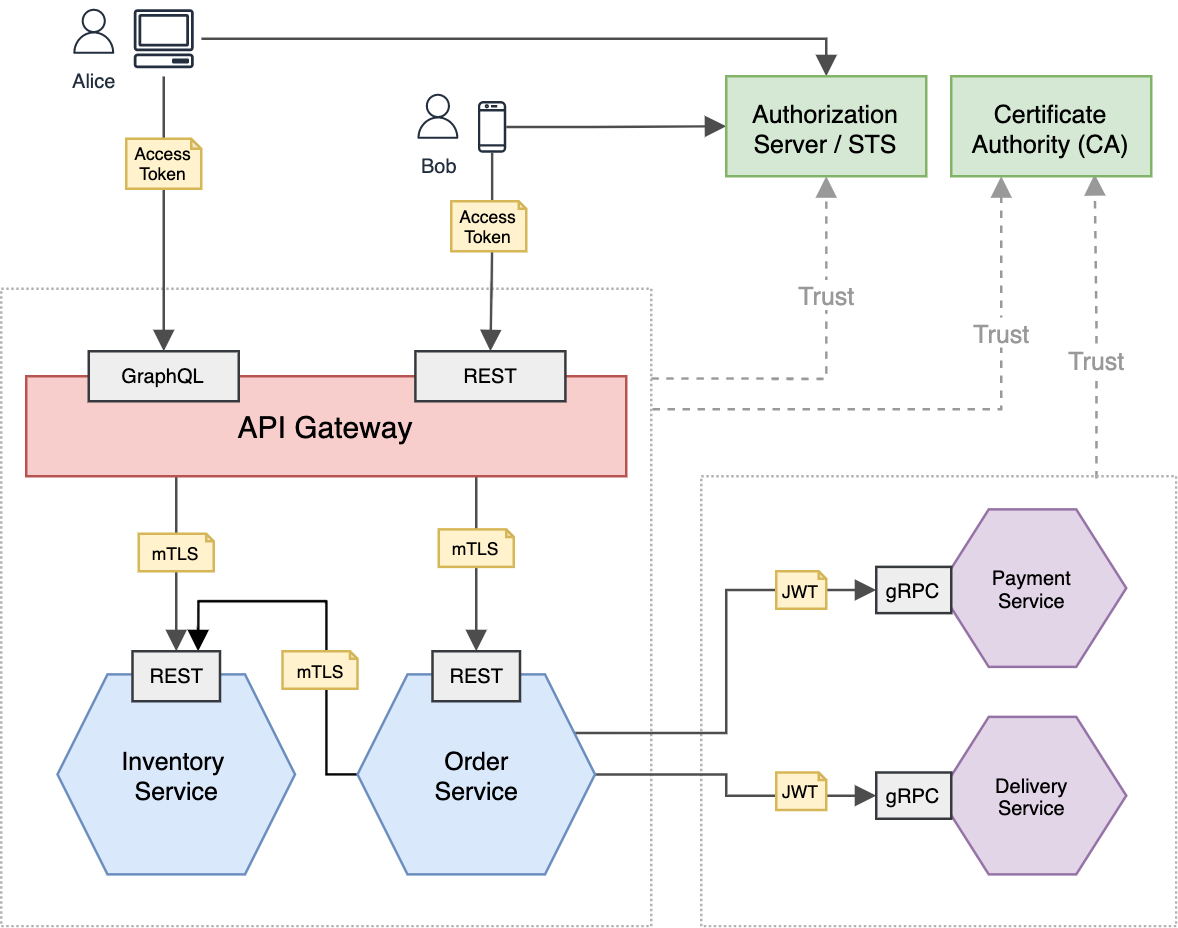 Alice
Access
Token
Bob
Access
Token
Authorization
Server / STS
Certificate
Authority (CA)
Trust
Trust
Trust
GraphQL
REST
API Gateway
mTLS
mTLS
REST
mTLS
REST
Inventory
Service
Order
Service
JWT
gRPC
Payment
Service
JWT
gRPC
Delivery
Service